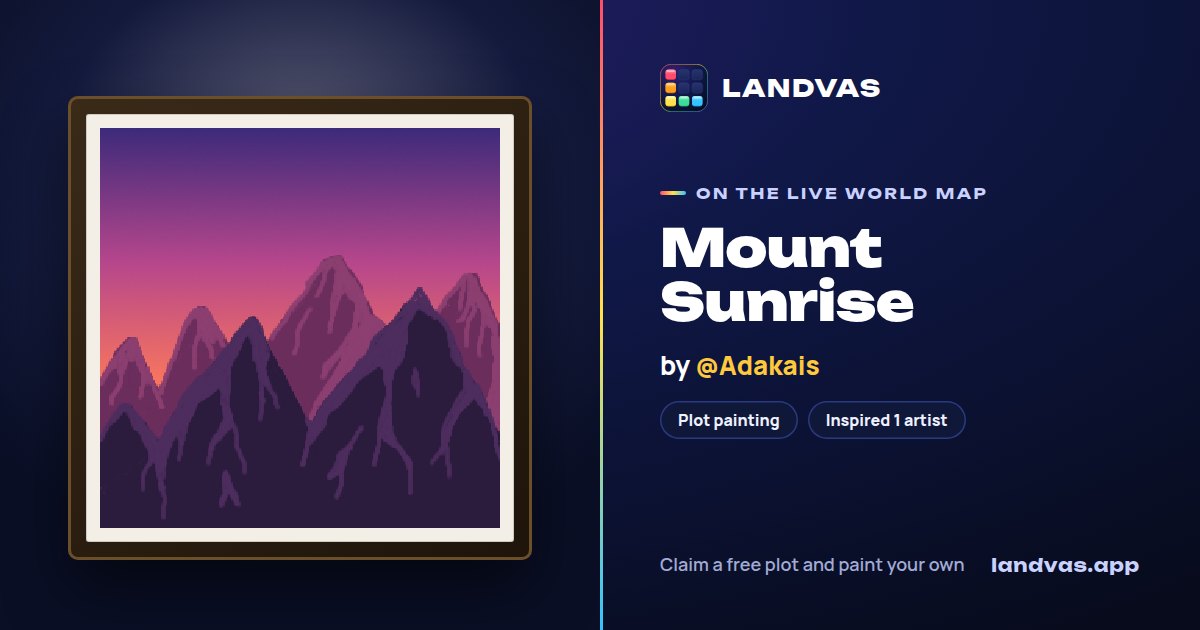 LANDVAS
ON THE LIVE WORLD MAP
Mount
Sunrise
by @Adakais
Plot painting
Inspired 1 artist
Claim a free plot and paint your own
landvas.app